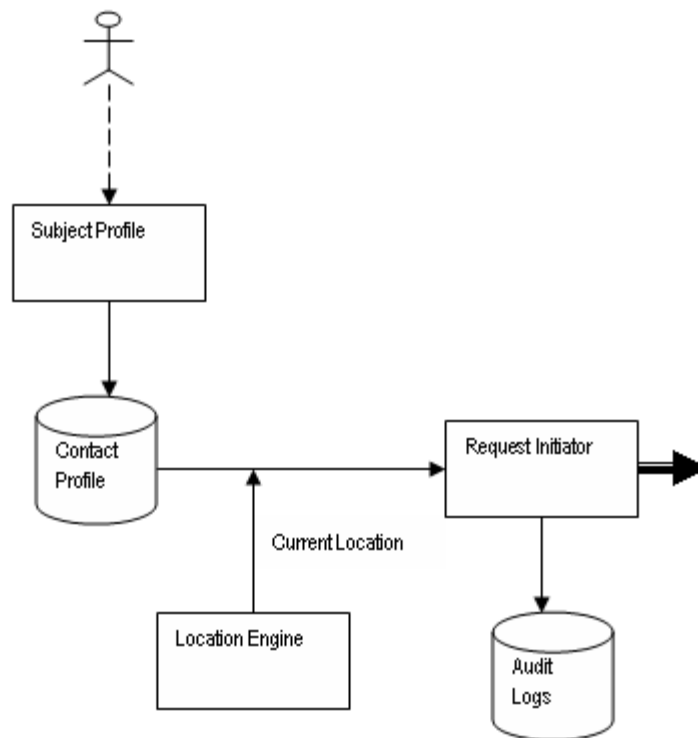 Subject Profile
Contact
Profile
Request Initiator
Current Location
Location Engine
Audit
Logs